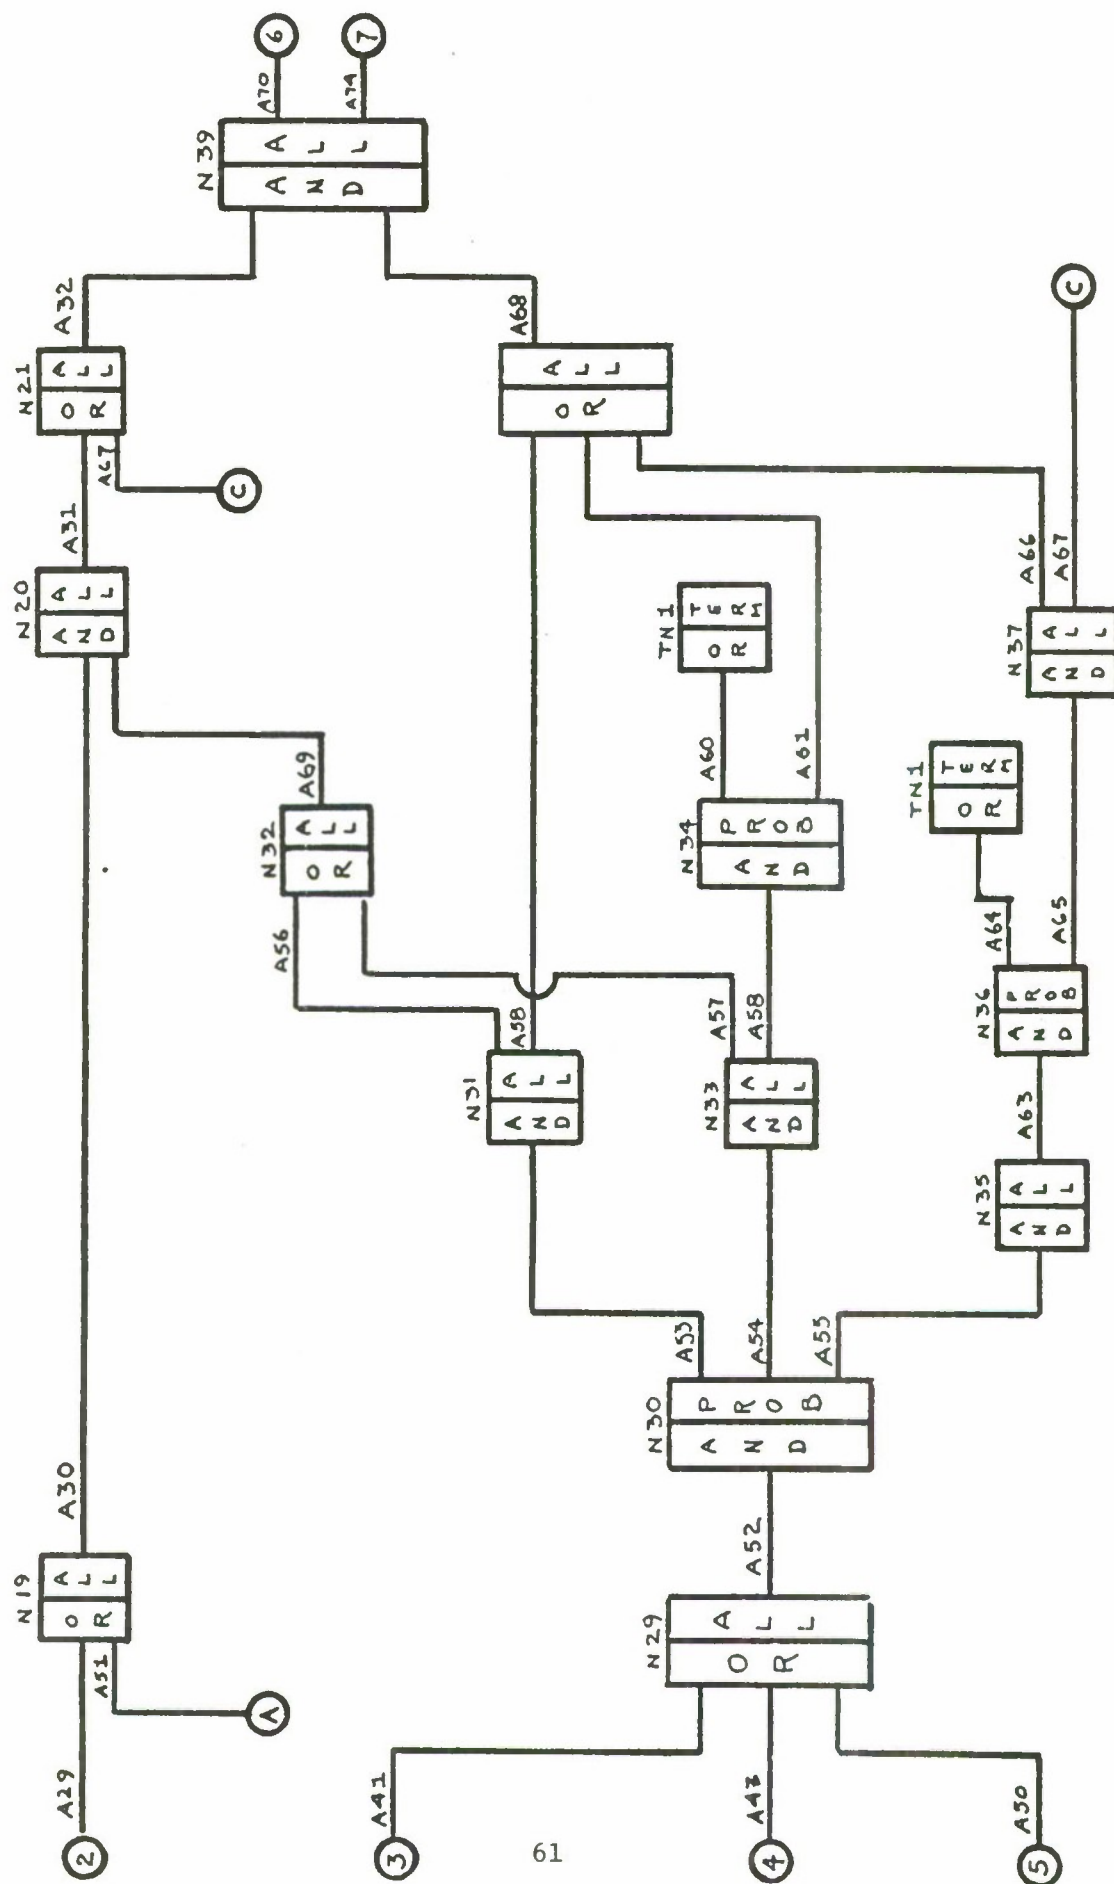 2
A29
A51
A
N19
OR
ALL
A30
N20
AND
ALL
A31
A67
C
N21
OR
ALL
A32
N39
AND
ALL
A70
6
A74
7
A56
N32
OR
ALL
A69
N31
AND
ALL
A58
OR
ALL
A68
3
A41
4
5
A50
N29
OR
ALL
A52
N30
AND
PROB
A53
A54
A55
N33
AND
ALL
A57
A58
N34
AND
PROB
A60
A61
TN1
OR
TERM
N35
AND
ALL
A63
N36
AND
PROB
A64
A65
TN1
OR
TERM
N37
AND
ALL
A66
A67
C
61